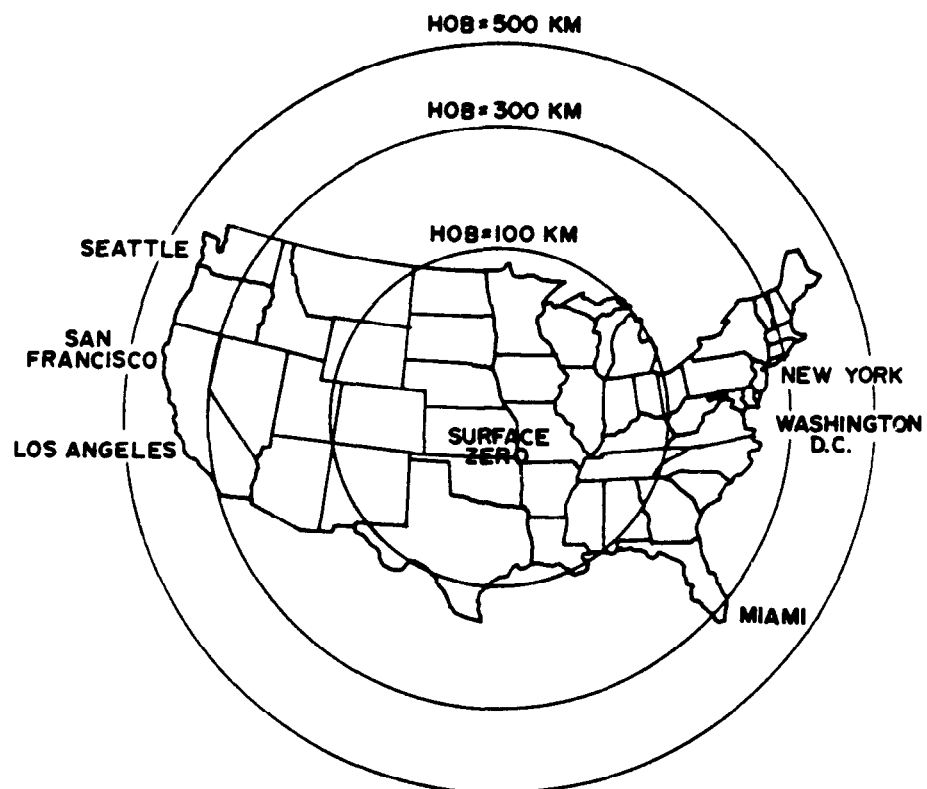 HOB=500 KM
HOB=300 KM
HOB=100 KM
SEATTLE
SAN
FRANCISCO
LOS ANGELES
SURFACE
ZERO
NEW YORK
WASHINGTON
D.C.
MIAMI